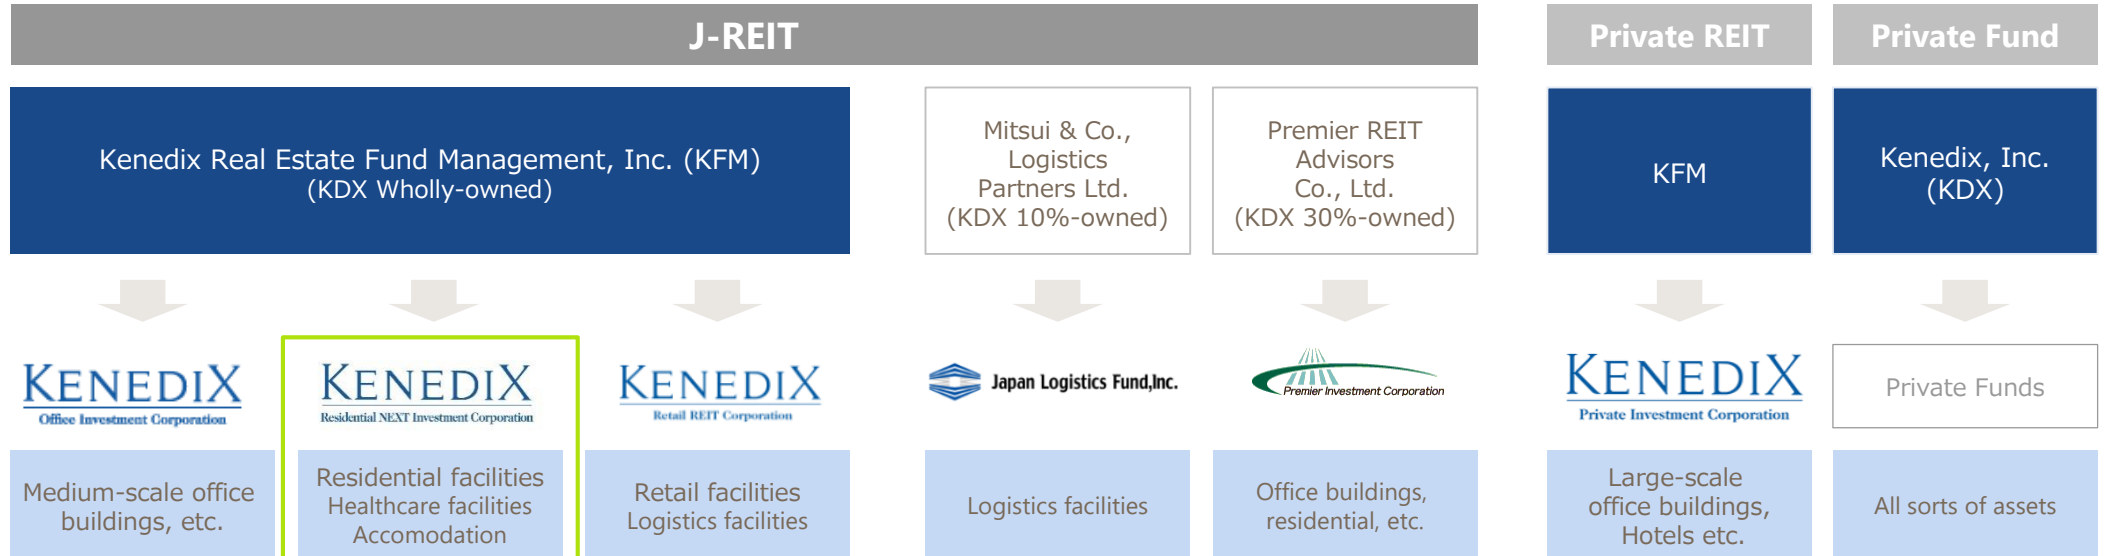 J-REIT
Private REIT
Private Fund
Kenedix Real Estate Fund Management, Inc. (KFM)
(KDX Wholly-owned)
Mitsui & Co.,
Logistics
Partners Ltd.
(KDX 10%-owned)
Premier REIT
Advisors
Co., Ltd.
(KDX 30%-owned)
KFM
Kenedix, Inc.
(KDX)
KENEDIX
Office Investment Corporation
KENEDIX
Residential NEXT Investment Corporation
KENEDIX
Retail REIT Corporation
Japan Logistics Fund,Inc.
Premier Investment Corporation
KENEDIX
Private Investment Corporation
Private Funds
Medium-scale office
buildings, etc.
Residential facilities
Healthcare facilities
Accomodation
Retail facilities
Logistics facilities
Logistics facilities
Office buildings,
residential, etc.
Large-scale
office buildings,
Hotels etc.
All sorts of assets